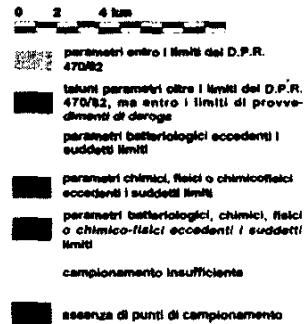 0 2 4 km
parametri entro i limiti del D.P.R.
470/82
taluni parametri oltre i limiti del D.P.R.
470/82, ma entro i limiti di provve-
dimenti di deroga
parametri batteriologici eccedenti i
suddetti limiti
parametri chimici, fisici o chimicofisici
eccedenti i suddetti limiti
parametri batteriologici, chimici, fisici
o chimico-fisici eccedenti i suddetti
limiti
campionamento insufficiente
assenza di punti di campionamento